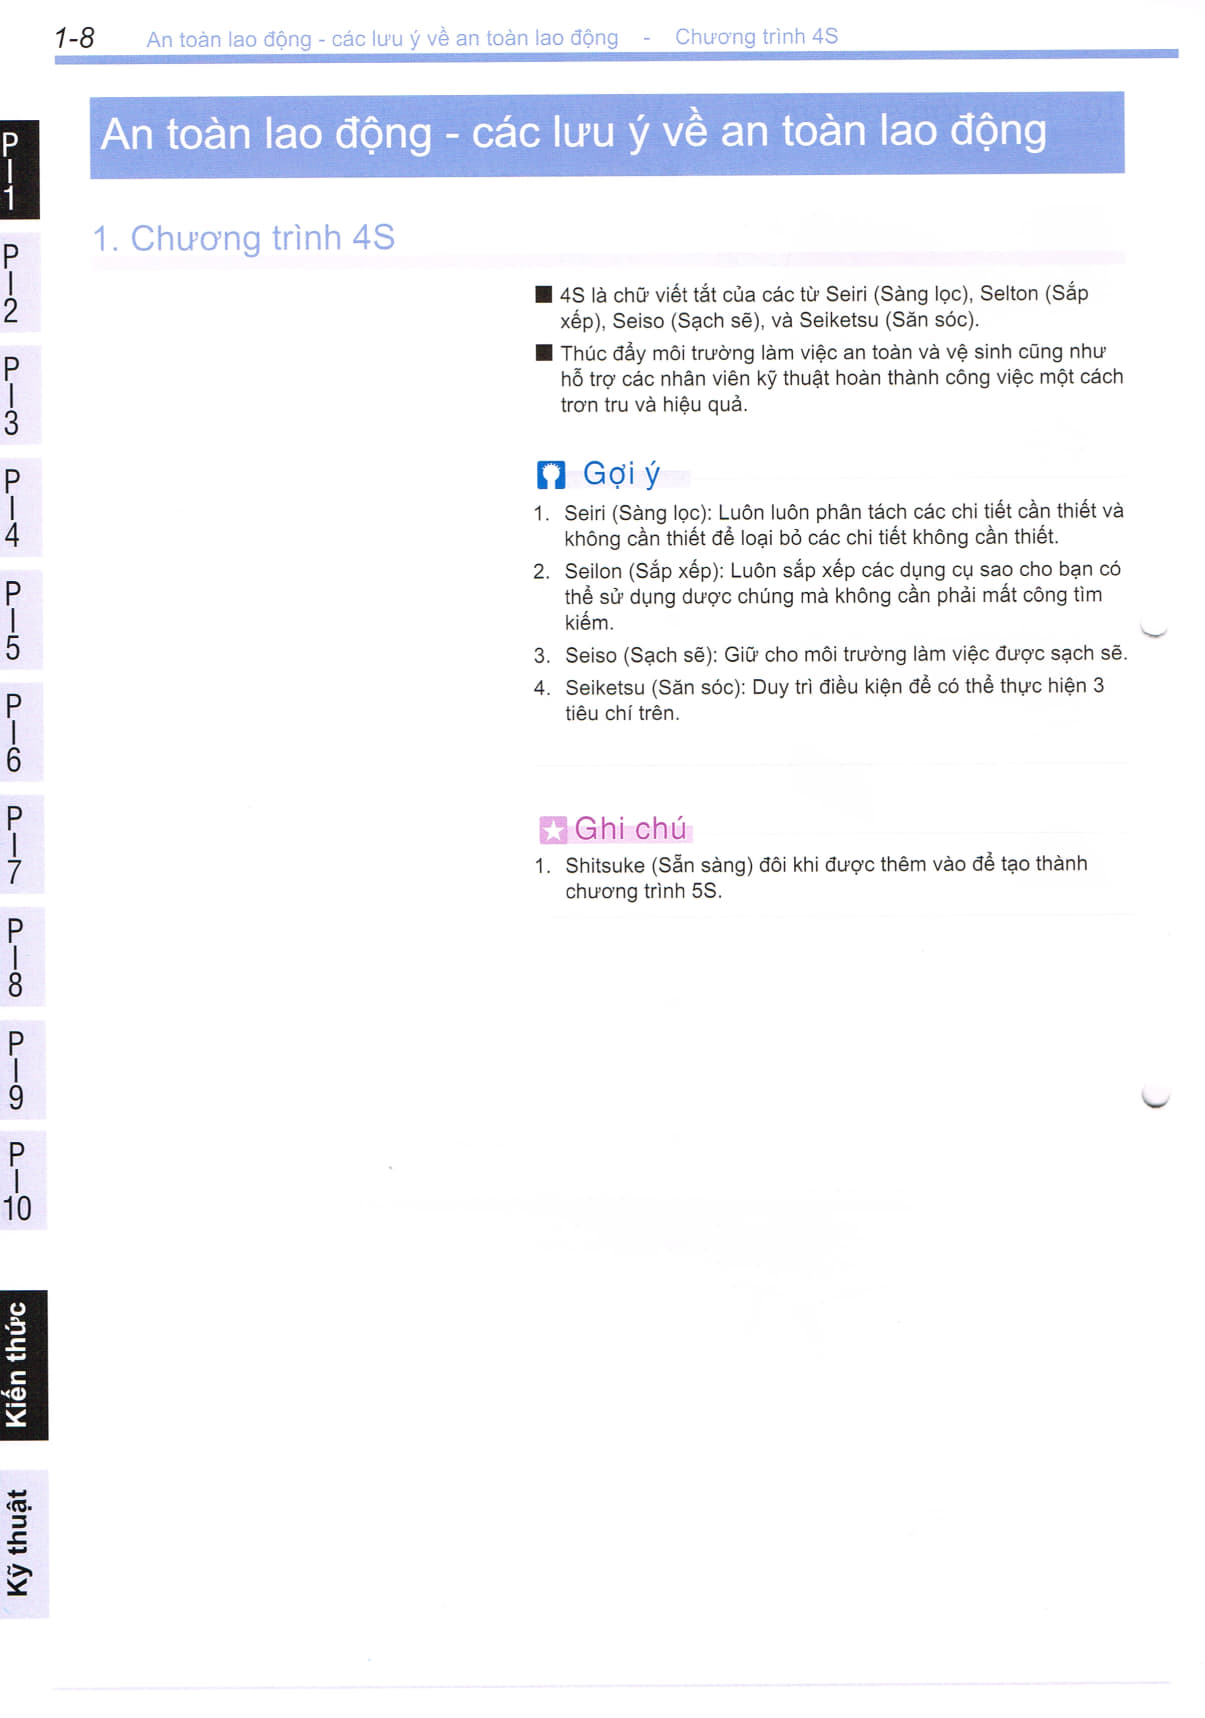 1-8 An toàn lao động - các lưu ý về an toàn lao động - Chương trình 4S
An toàn lao động - các lưu ý về an toàn lao động
1. Chương trình 4S
■ 4S là chữ viết tắt của các từ Seiri (Sàng lọc), Selton (Sắp
xếp), Seiso (Sạch sẽ), và Seiketsu (Săn sóc).
■ Thúc đẩy môi trường làm việc an toàn và vệ sinh cũng như
hỗ trợ các nhân viên kỹ thuật hoàn thành công việc một cách
trơn tru và hiệu quả.
Gợi ý
1. Seiri (Sàng lọc): Luôn luôn phân tách các chi tiết cần thiết và
không cần thiết để loại bỏ các chi tiết không cần thiết.
2. Seilon (Sắp xếp): Luôn sắp xếp các dụng cụ sao cho bạn có
thể sử dụng dược chúng mà không cần phải mất công tìm
kiếm.
3. Seiso (Sạch sẽ): Giữ cho môi trường làm việc được sạch sẽ.
4. Seiketsu (Săn sóc): Duy trì điều kiện để có thể thực hiện 3
tiêu chí trên.
Ghi chú
1. Shitsuke (Sẵn sàng) đôi khi được thêm vào để tạo thành
chương trình 5S.
P-1
P-2
P-3
P-4
P-5
P-6
P-7
P-8
P-9
P-10
Kiến thức
Kỹ thuật